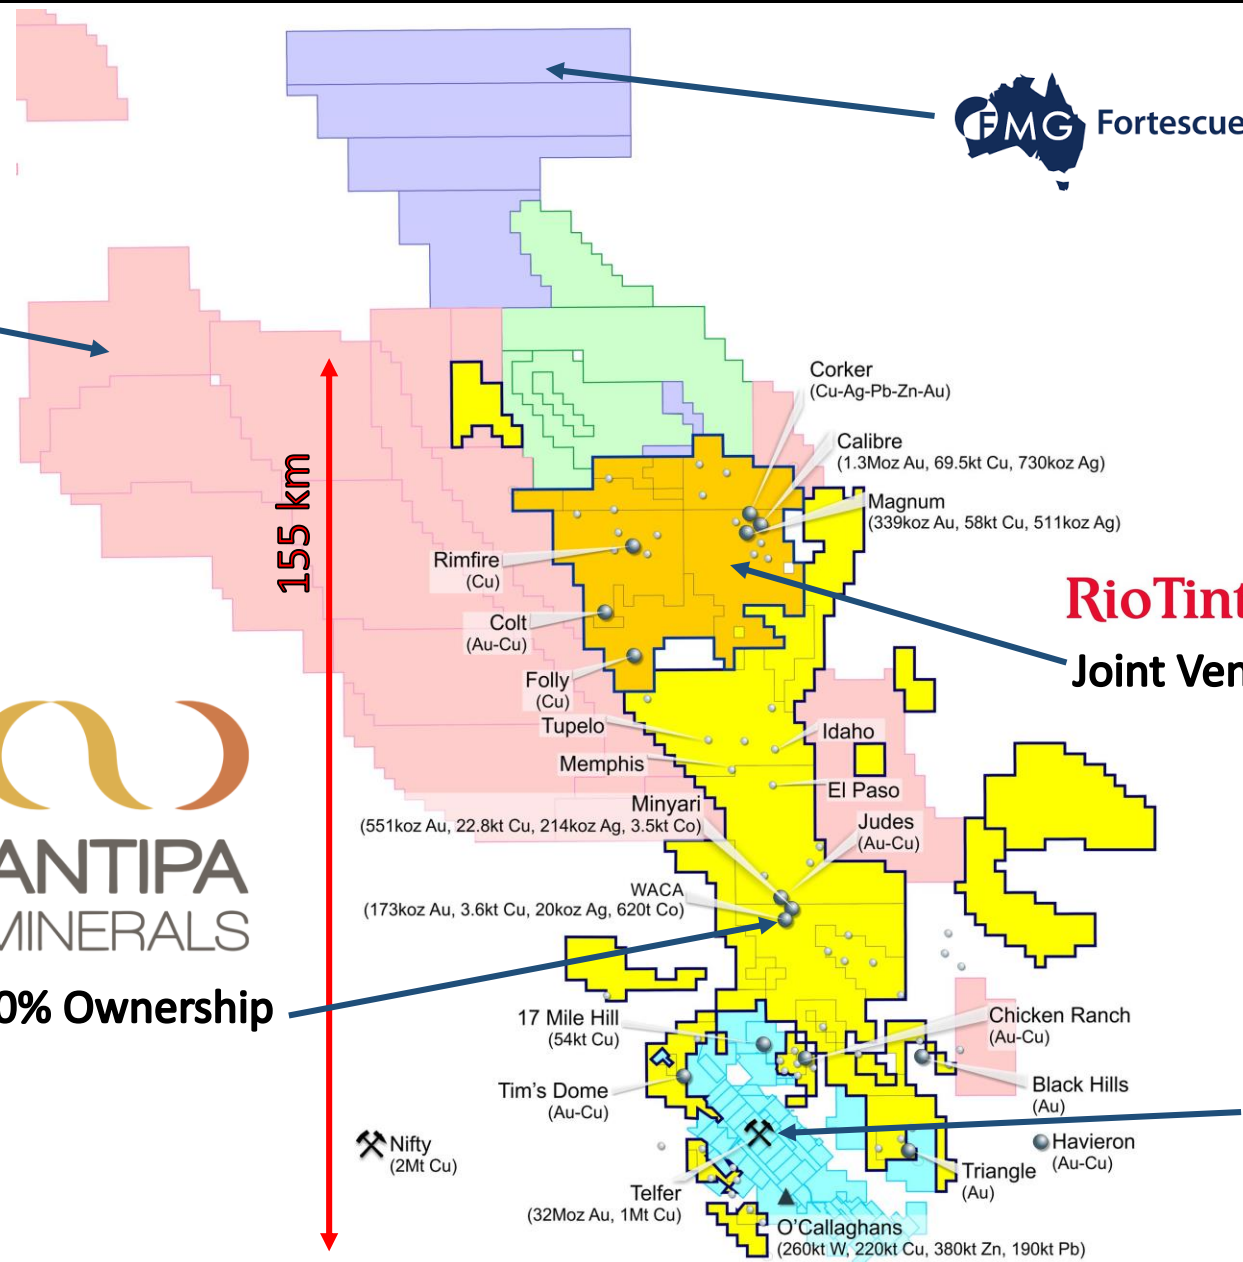 FMG Fortescue
Corker
(Cu-Ag-Pb-Zn-Au)
Calibre
(1.3Moz Au, 69.5kt Cu, 730koz Ag)
Magnum
(339koz Au, 58kt Cu, 511koz Ag)
155 km
Rimfire
(Cu)
RioTint
Colt
(Au-Cu)
Joint Ven
Folly
(Cu)
Tupelo
Idaho
Memphis
El Paso
Minyari
(551koz Au, 22.8kt Cu, 214koz Ag, 3.5kt Co)
Judes
(Au-Cu)
ANTIPA
MINERALS
WACA
(173koz Au, 3.6kt Cu, 20koz Ag, 620t Co)
0% Ownership
17 Mile Hill
(54kt Cu)
Chicken Ranch
(Au-Cu)
Tim's Dome
(Au-Cu)
Black Hills
(Au)
Nifty
(2Mt Cu)
Havieron
(Au-Cu)
Triangle
(Au)
Telfer
(32Moz Au, 1Mt Cu)
O'Callaghans
(260kt W, 220kt Cu, 380kt Zn, 190kt Pb)